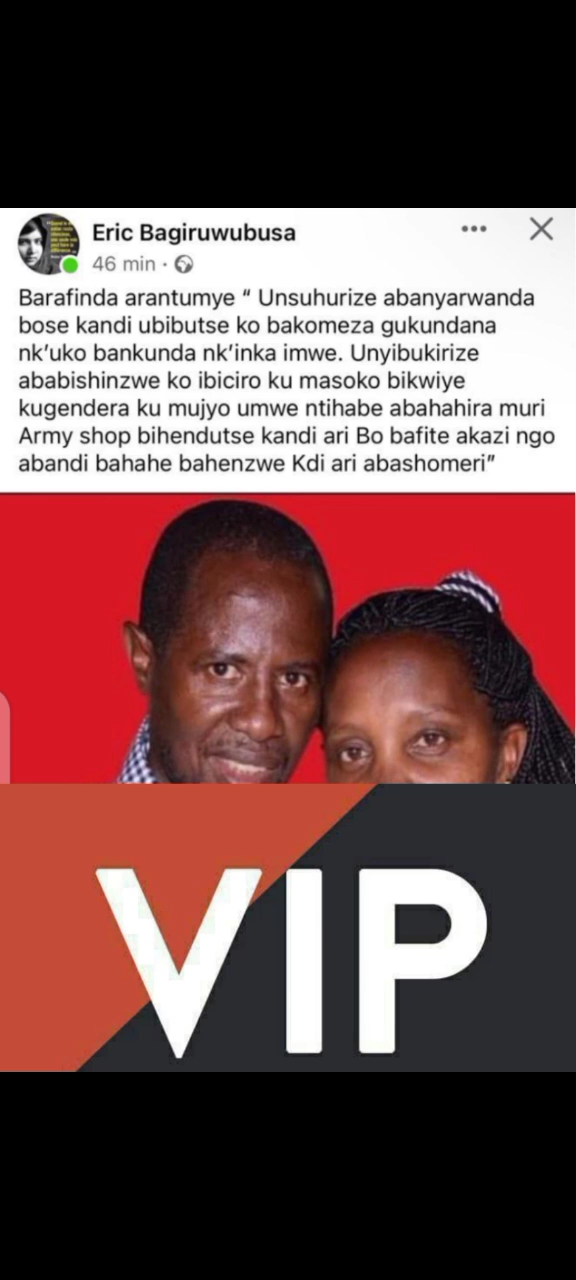 Eric Bagiruwubusa
46 min ·
Barafinda arantumye “ Unsuhurize abanyarwanda
bose kandi ubibutse ko bakomeza gukundana
nk’uko bankunda nk’inka imwe. Unyibukirize
ababishinzwe ko ibiciro ku masoko bikwiye
kugendera ku mujyo umwe ntihabe abahahira muri
Army shop bihendutse kandi ari Bo bafite akazi ngo
abandi bahahe bahenzwe Kdi ari abashomeri”
VIP